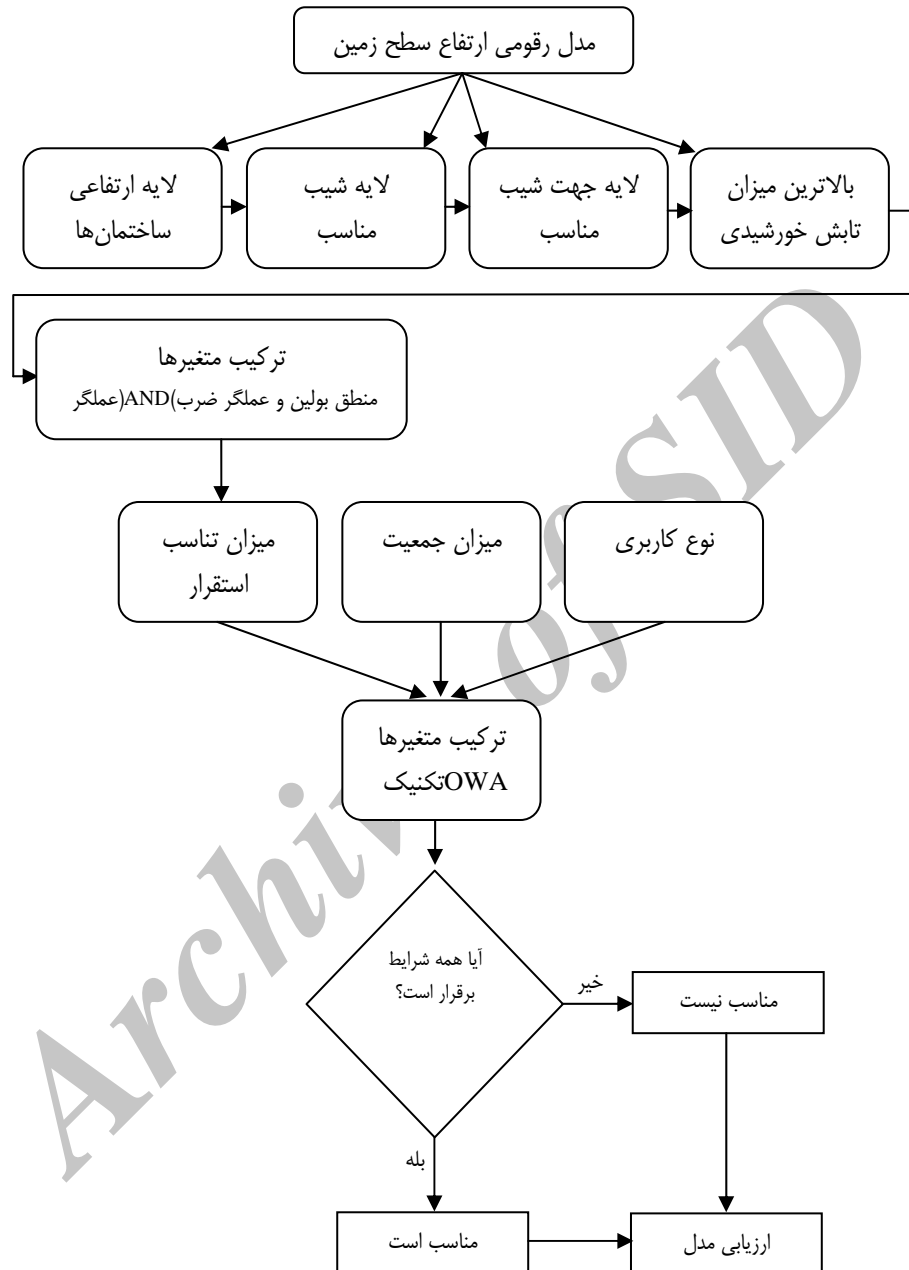 مدل رقومی ارتفاع سطح زمین
بالاترین میزان
تابش خورشیدی
لایه جهت شیب
مناسب
لایه شیب
مناسب
لایه ارتفاعی
ساختمان‌ها
ترکیب متغیرها
منطق بولین و عملگر ضرب)AND(عملگر
نوع کاربری
میزان جمعیت
میزان تناسب
استقرار
ترکیب متغیرها
OWAتکنیک
آیا همه شرایط
برقرار است؟
خیر
مناسب نیست
بله
مناسب است
ارزیابی مدل
Archive of SID